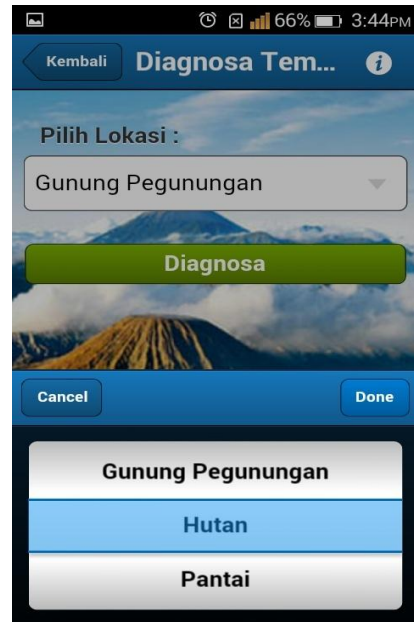 66% 3:44PM
Kembali Diagnosa Tem... i
Pilih Lokasi :
Gunung Pegunungan
Diagnosa
Cancel Done
Gunung Pegunungan
Hutan
Pantai